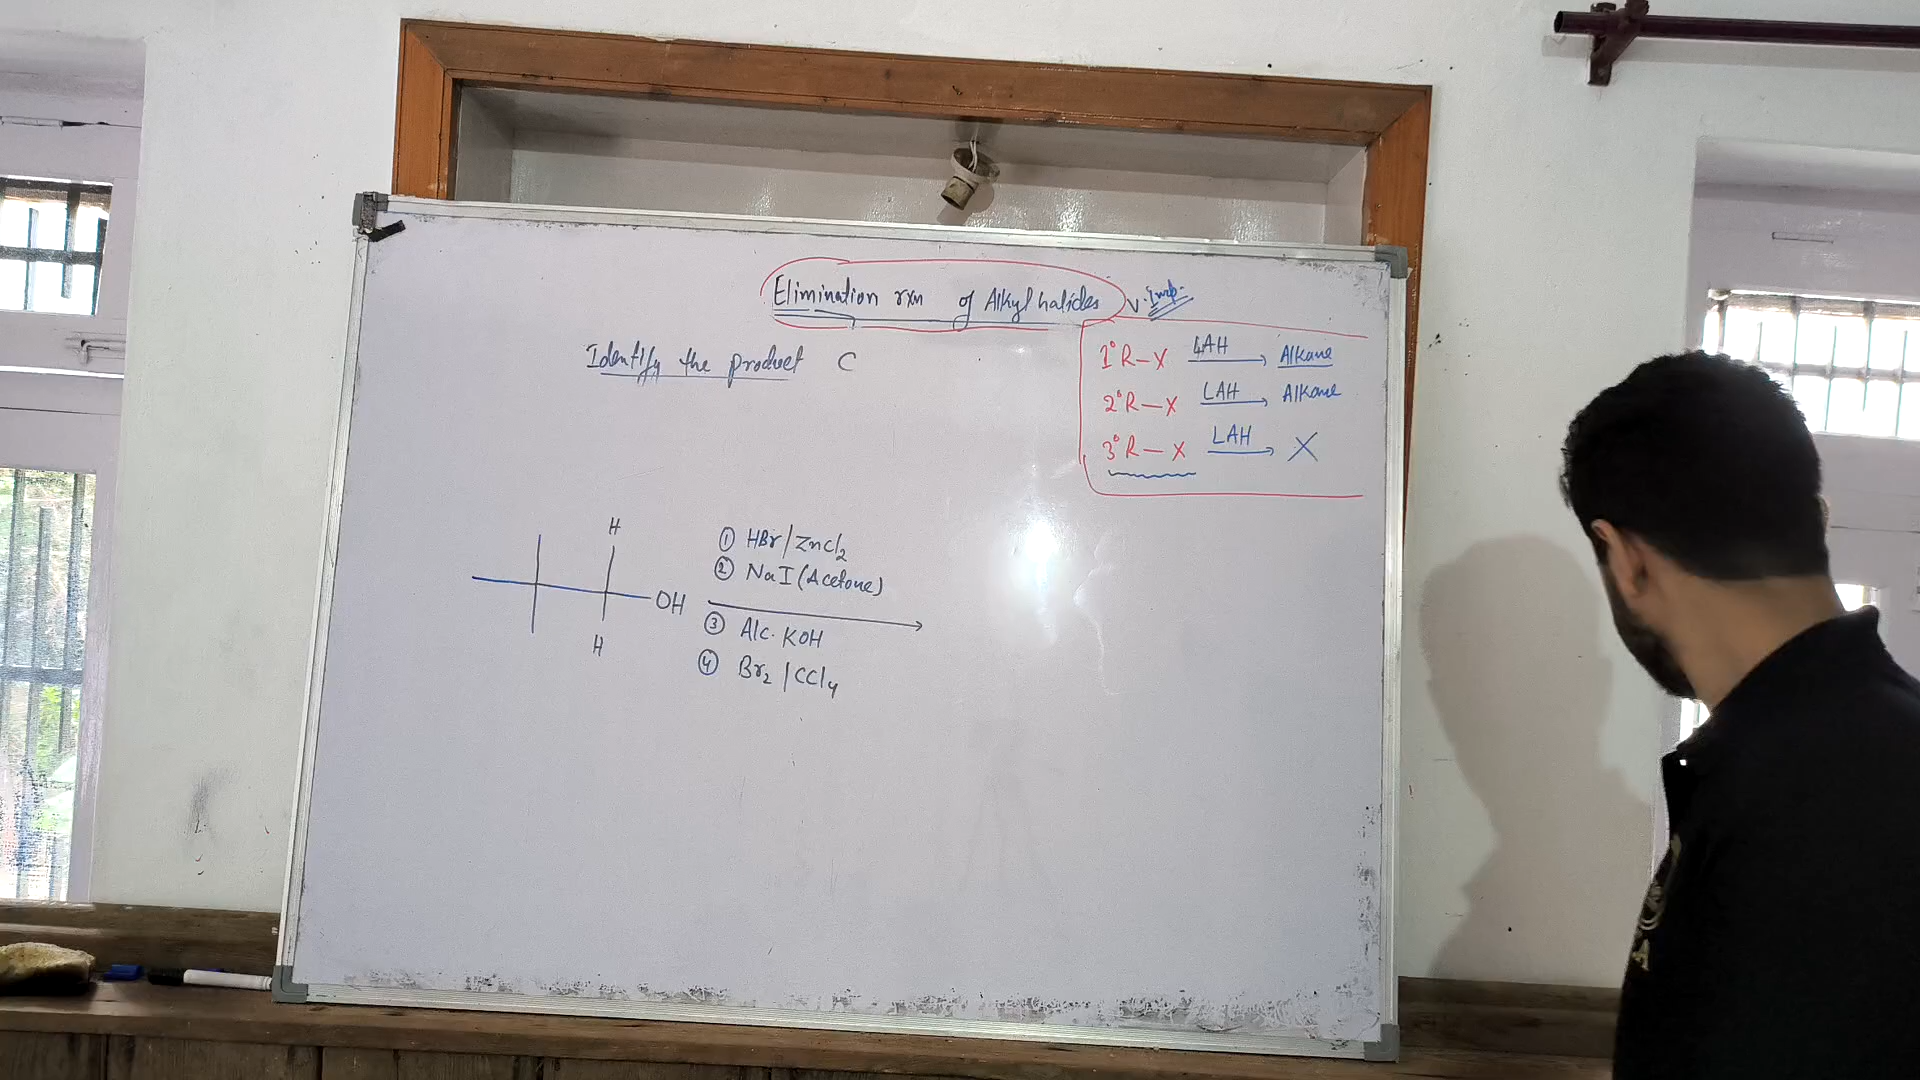 Elimination rxn of Alkyl halides V. Imp.
Identify the product C
1° R-X LAH → Alkane
2° R-X LAH → Alkane
3° R-X LAH → X
H
OH
H
① HBr/ZnCl₂
② NaI (Acetone)
③ Alc. KOH
④ Br₂ / CCl₄